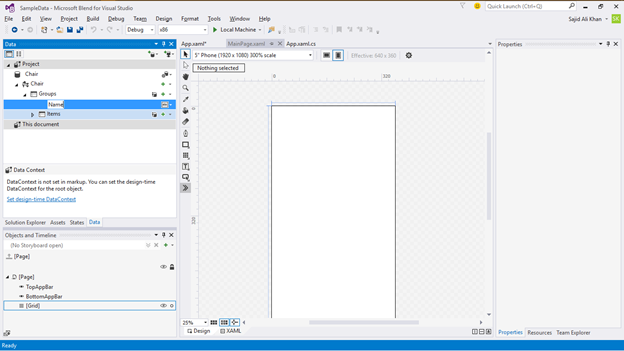 SampleData - Microsoft Blend for Visual Studio
Quick Launch (Ctrl+Q)
File Edit View Project Build Debug Team Design Format Tools Window Help
Sajid Ali Khan
Debug x86 Local Machine
Data
Project
Chair
Chair
Groups
Name
Items
This document
Data Context
DataContext is not set in markup. You can set the design-time
DataContext for the root object.
Set design-time DataContext
Solution Explorer Assets States Data
Objects and Timeline
(No Storyboard open)
[Page]
[Page]
TopAppBar
BottomAppBar
[Grid]
App.xaml* MainPage.xaml App.xaml.cs
5" Phone (1920 x 1080) 300% scale
Effective: 640 x 360
Nothing selected
0 320
320
25%
Design XAML
Properties
Properties Resources Team Explorer
Ready